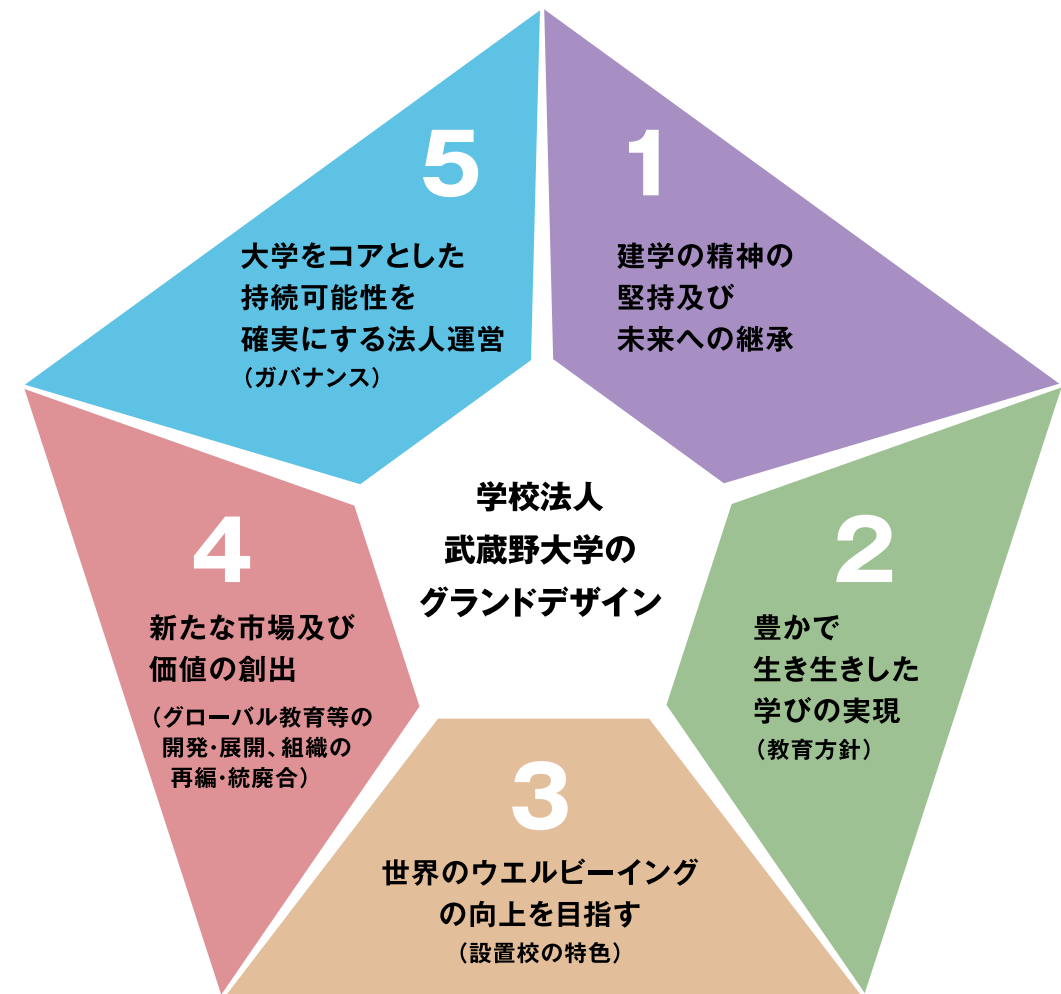 学校法人
武蔵野大学の
グランドデザイン
1
建学の精神の
堅持及び
未来への継承
2
豊かで
生き生きした
学びの実現
（教育方針）
3
世界のウエルビーイング
の向上を目指す
（設置校の特色）
4
新たな市場及び
価値の創出
（グローバル教育等の
開発・展開、組織の
再編・統廃合）
5
大学をコアとした
持続可能性を
確実にする法人運営
（ガバナンス）